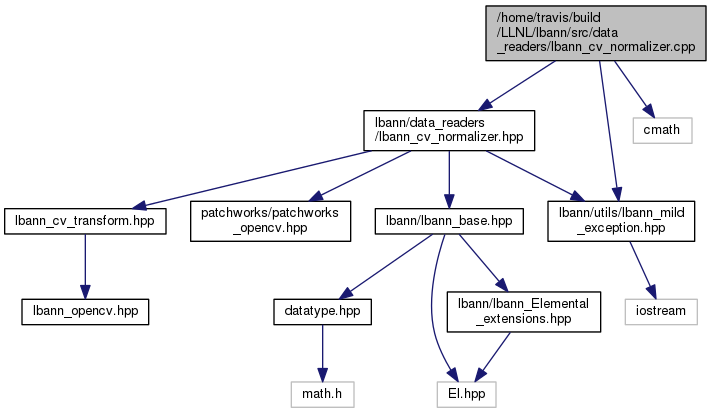 /home/travis/build
/LLNL/lbann/src/data
_readers/lbann_cv_normalizer.cpp
lbann/data_readers
/lbann_cv_normalizer.hpp
cmath
lbann_cv_transform.hpp
patchworks/patchworks
_opencv.hpp
lbann/lbann_base.hpp
lbann/utils/lbann_mild
_exception.hpp
lbann_opencv.hpp
datatype.hpp
lbann/lbann_Elemental
_extensions.hpp
iostream
math.h
El.hpp